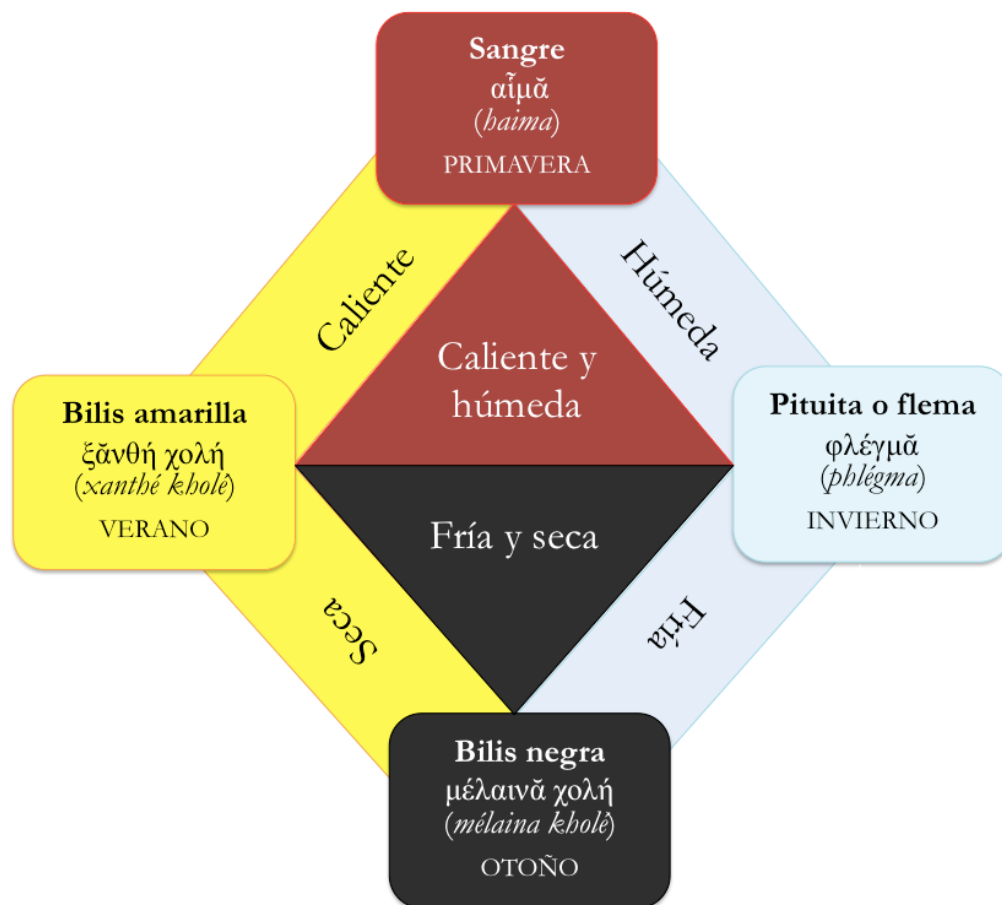 Sangre
αἷμᾰ
(haima)
PRIMAVERA
Caliente
Húmeda
Caliente y
húmeda
Bilis amarilla
ξᾰνθή χολή
(xanthé kholê)
VERANO
Pituita o flema
φλέγμᾰ
(phlégma)
INVIERNO
Fría y seca
Seca
Fría
Bilis negra
μέλαινᾰ χολή
(mélaina kholê)
OTOÑO